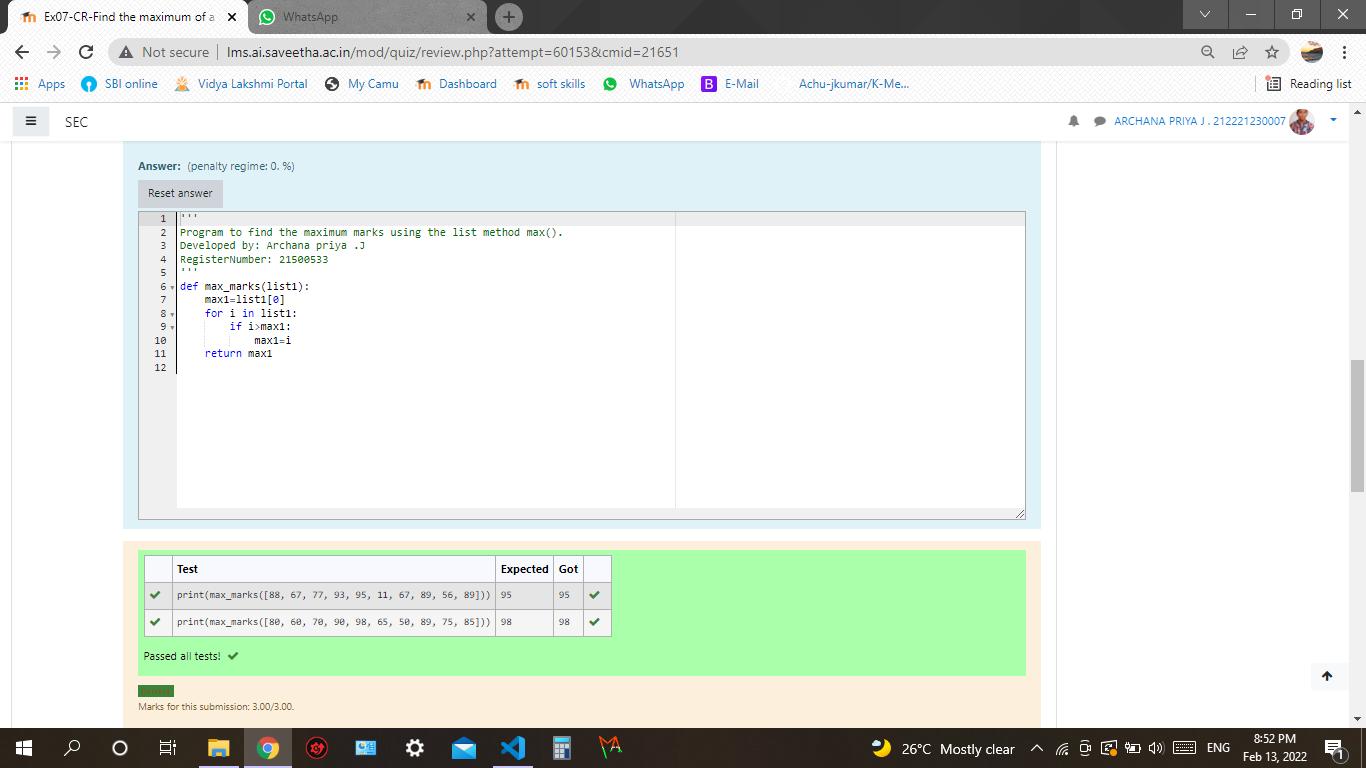 Ex07-CR-Find the maximum of a
WhatsApp
Not secure | lms.ai.saveetha.ac.in/mod/quiz/review.php?attempt=60153&cmid=21651
Apps SBI online Vidya Lakshmi Portal My Camu Dashboard soft skills WhatsApp E-Mail Achu-jkumar/K-Me... Reading list
SEC ARCHANA PRIYA J . 212221230007
Answer: (penalty regime: 0. %)
Reset answer
1 '''
2 Program to find the maximum marks using the list method max().
3 Developed by: Archana priya .J
4 RegisterNumber: 21500533
5 '''
6 def max_marks(list1):
7 max1=list1[0]
8 for i in list1:
9 if i>max1:
10 max1=i
11 return max1
12
Test Expected Got
print(max_marks([88, 67, 77, 93, 95, 11, 67, 89, 56, 89])) 95 95
print(max_marks([80, 60, 70, 90, 98, 65, 50, 89, 75, 85])) 98 98
Passed all tests!
Marks for this submission: 3.00/3.00.
26°C Mostly clear ENG 8:52 PM
Feb 13, 2022 1